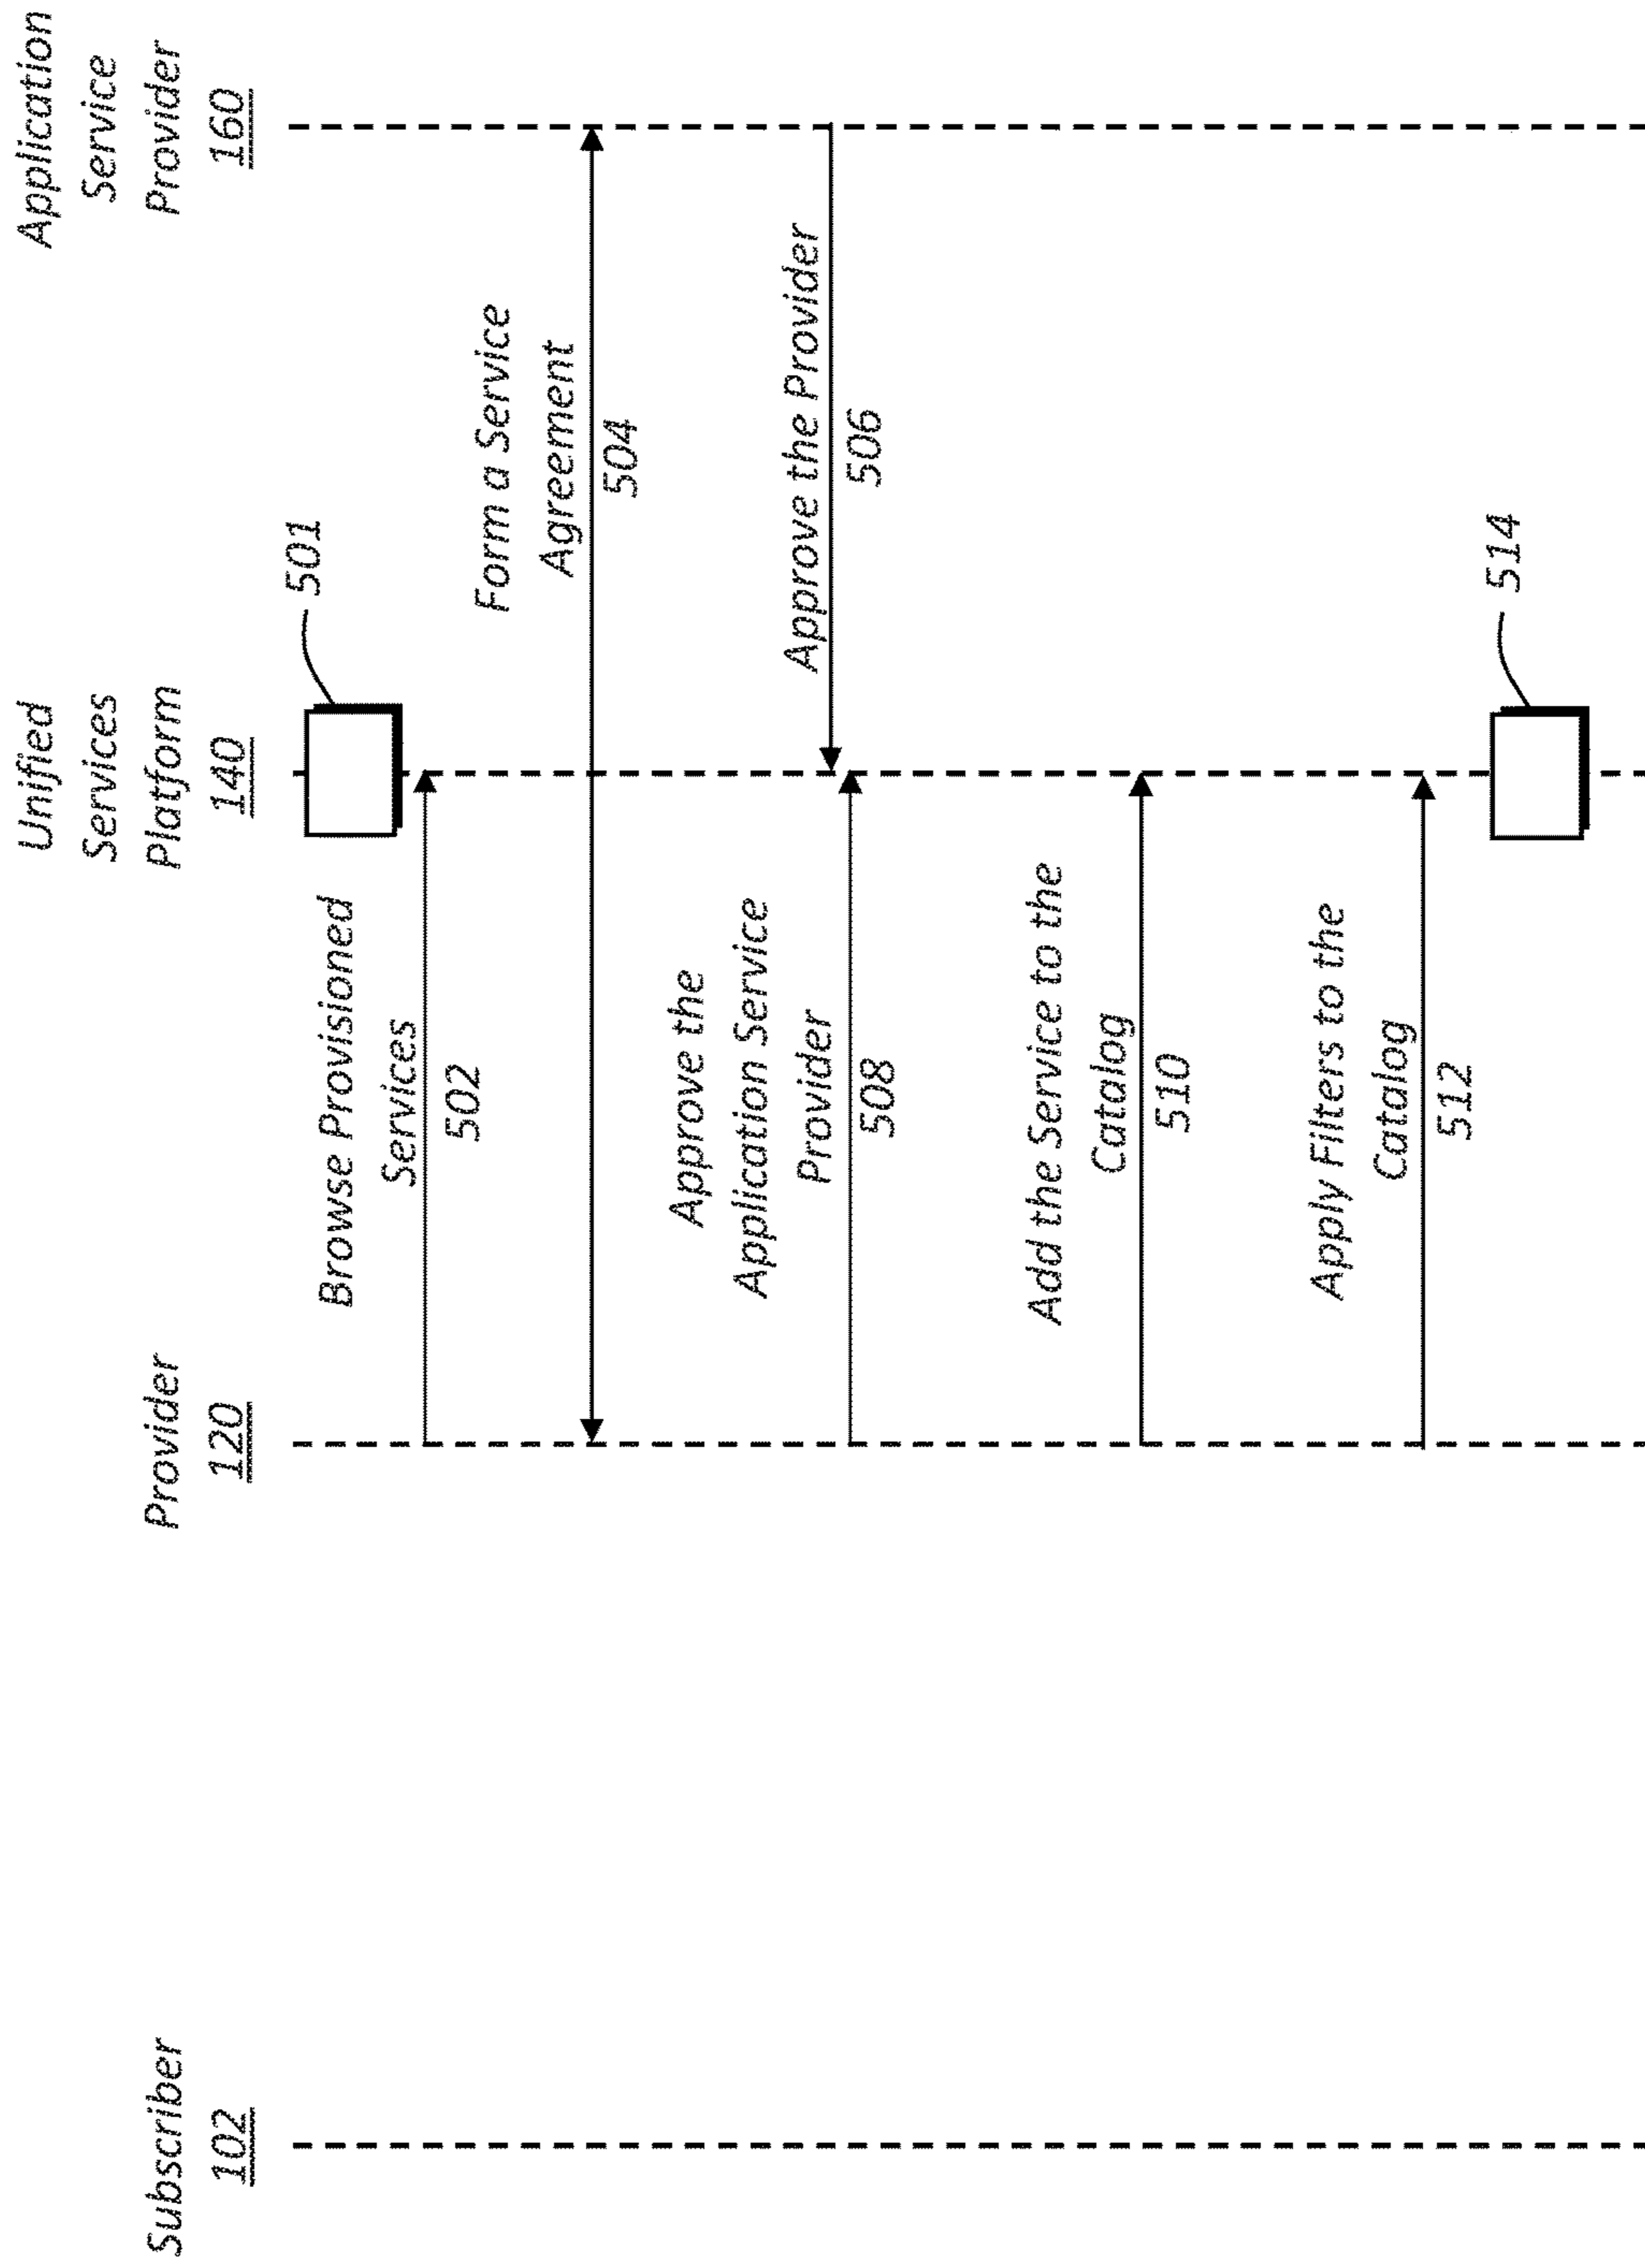 Subscriber
102
Provider
120
Unified
Services
Platform
140
Application
Service
Provider
160
501
Browse Provisioned
Services
502
Form a Service
Agreement
504
Approve the Provider
506
Approve the
Application Service
Provider
508
Add the Service to the
Catalog
510
Apply Filters to the
Catalog
512
514